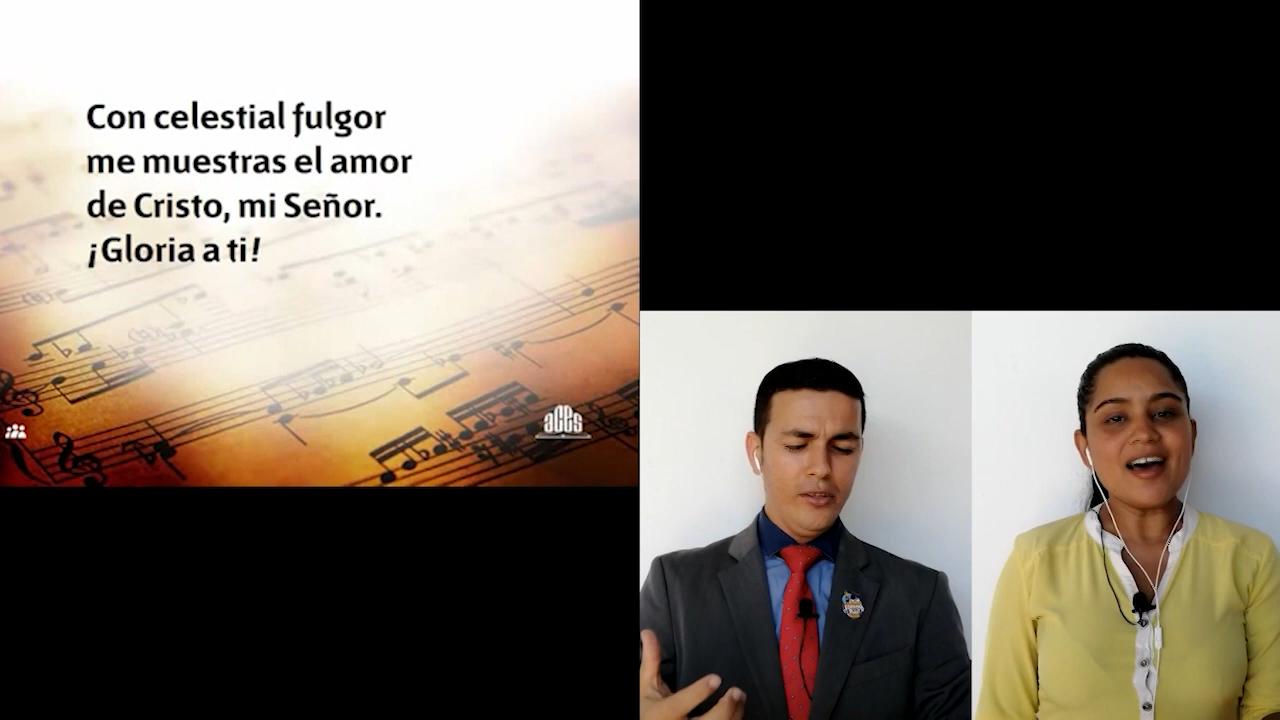 Con celestial fulgor
me muestras el amor
de Cristo, mi Señor.
¡Gloria a ti!
aces